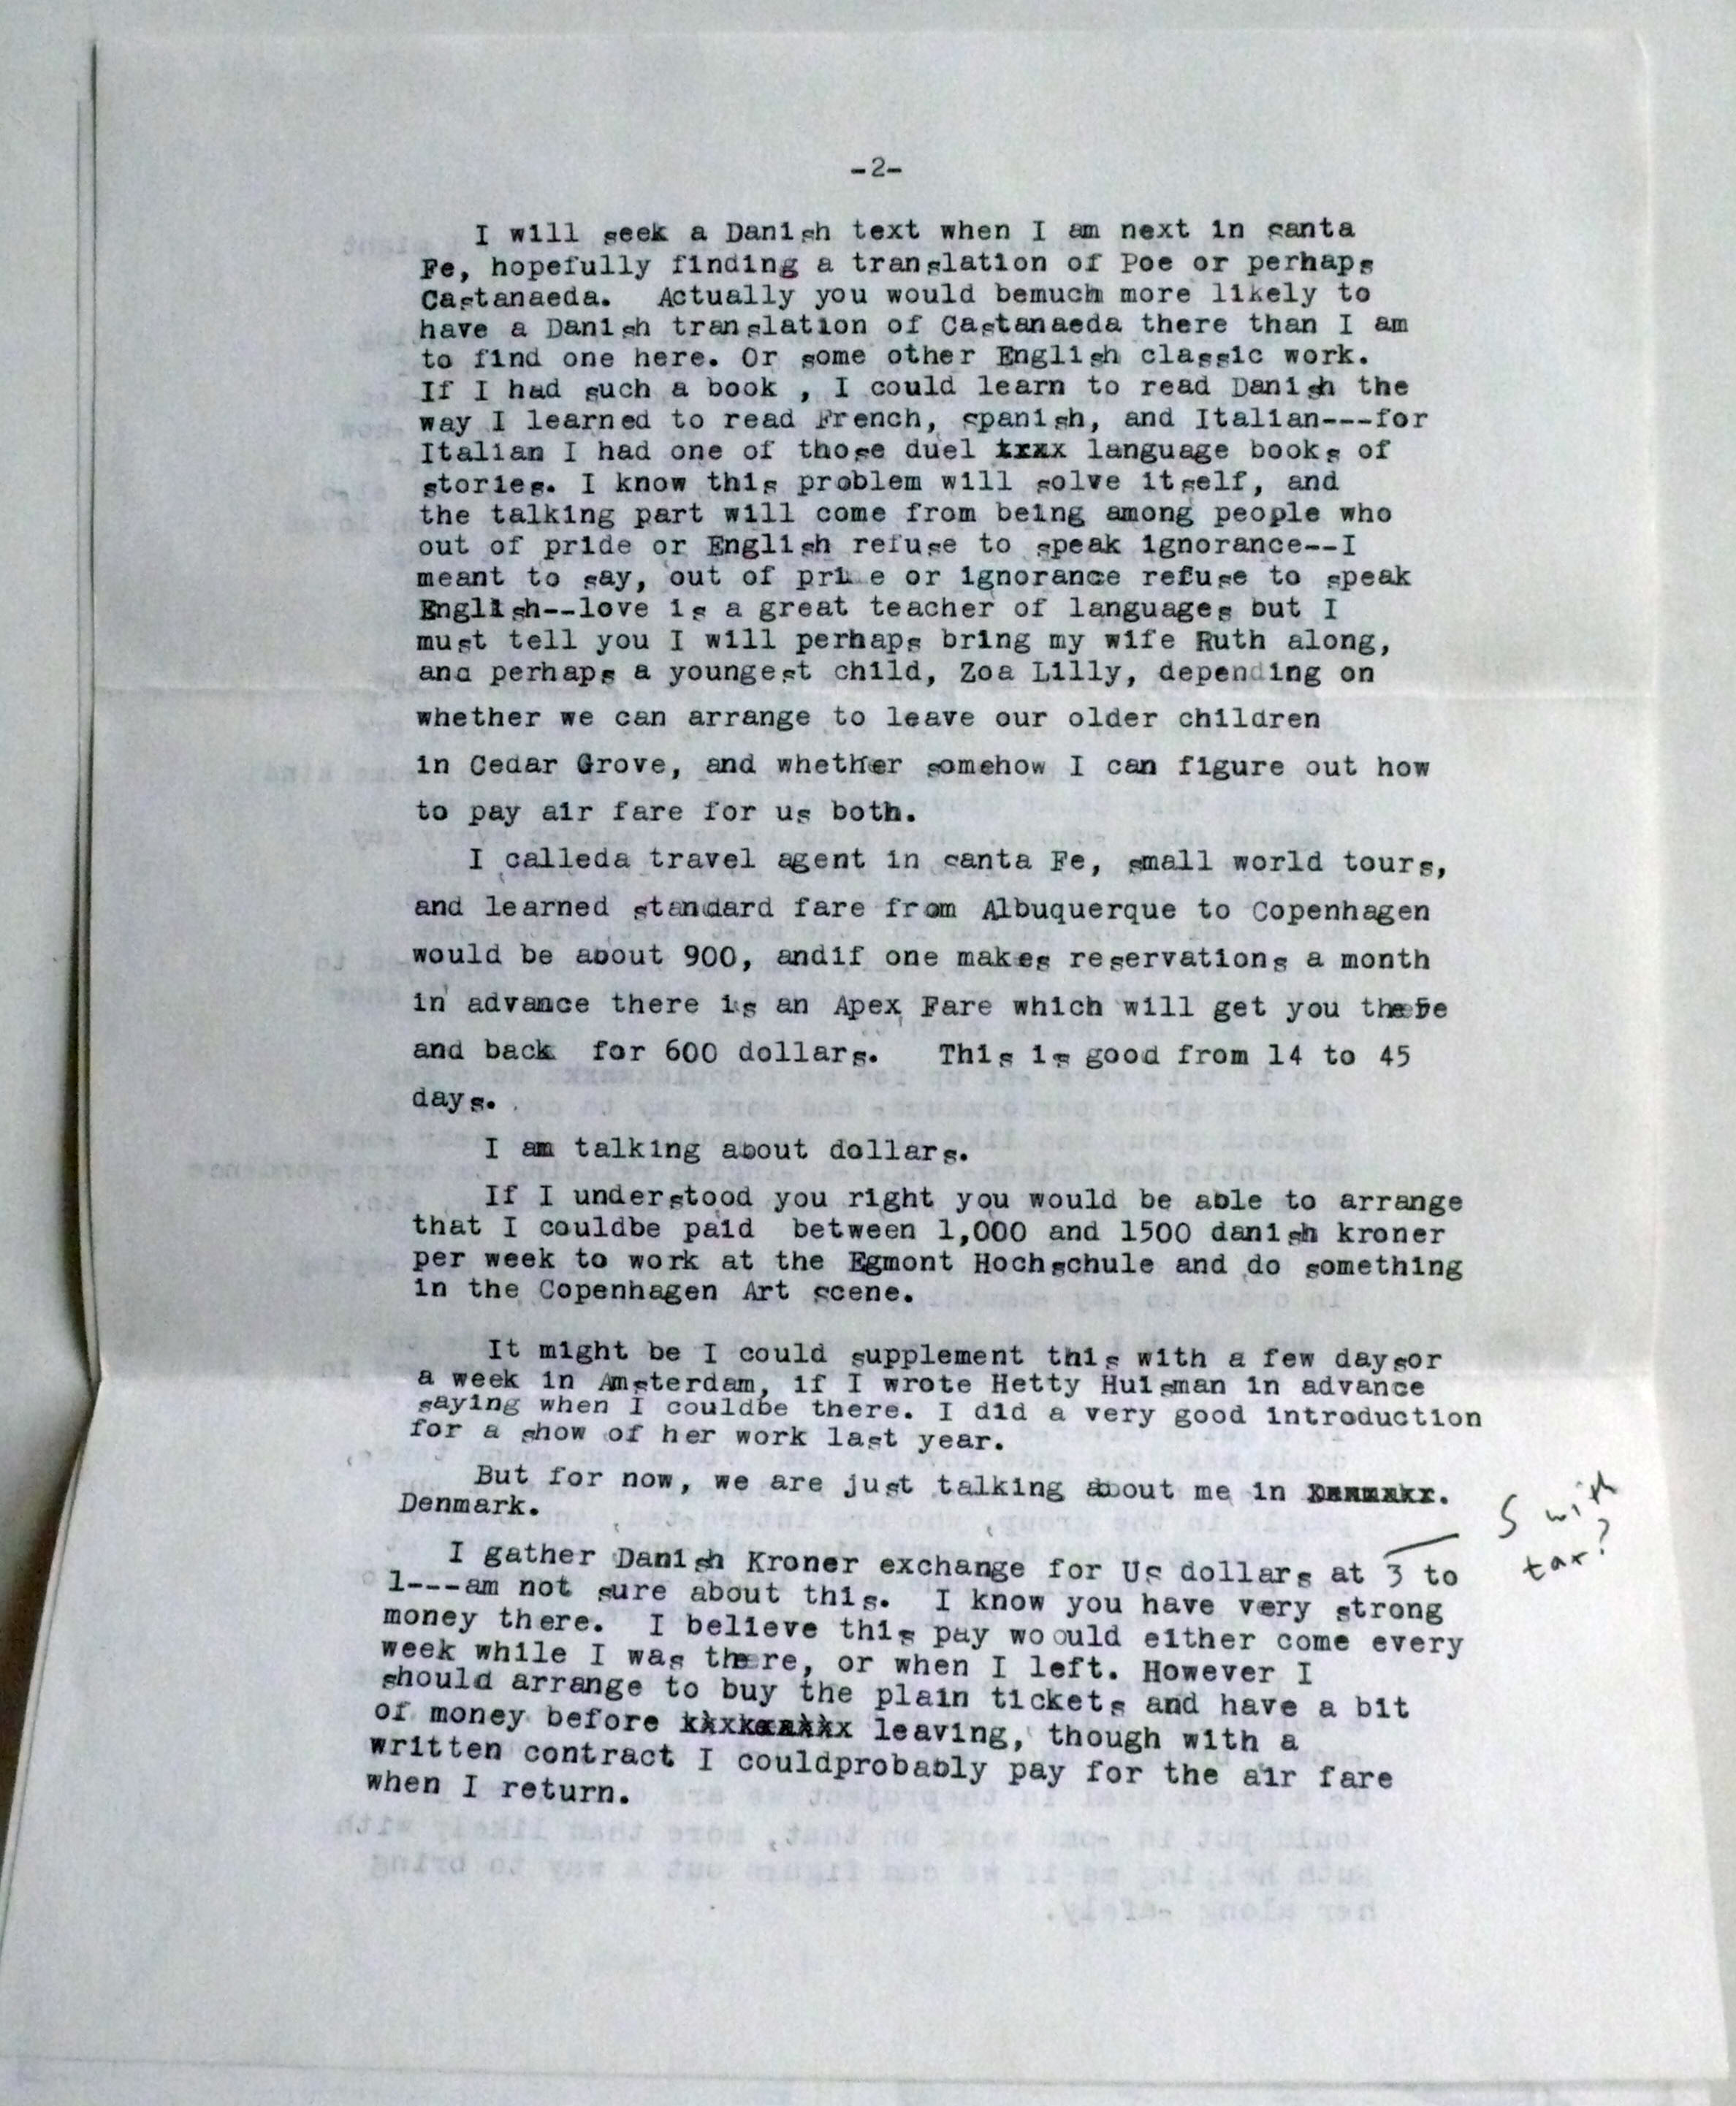 -2-
I will seek a Danish text when I am next in Santa
Fe, hopefully finding a translation of Poe or perhaps
Castanaeda. Actually you would bemuch more likely to
have a Danish translation of Castanaeda there than I am
to find one here. Or some other English classic work.
If I had such a book , I could learn to read Danish the
way I learned to read French, Spanish, and Italian---for
Italian I had one of those duel xxxx language books of
stories. I know this problem will solve itself, and
the talking part will come from being among people who
out of pride or English refuse to speak ignorance--I
meant to say, out of pri e or ignorance refuse to speak
English--love is a great teacher of languages but I
must tell you I will perhaps bring my wife Ruth along,
and perhaps a youngest child, Zoa Lilly, depending on
whether we can arrange to leave our older children
in Cedar Grove, and whether somehow I can figure out how
to pay air fare for us both.
I calleda travel agent in Santa Fe, small world tours,
and learned standard fare from Albuquerque to Copenhagen
would be about 900, andif one makes reservations a month
in advance there is an Apex Fare which will get you there
and back for 600 dollars. This is good from 14 to 45
days.
I am talking about dollars.
If I understood you right you would be able to arrange
that I couldbe paid between 1,000 and 1500 danish kroner
per week to work at the Egmont Hochschule and do something
in the Copenhagen Art scene.
It might be I could supplement this with a few daysor
a week in Amsterdam, if I wrote Hetty Huisman in advance
saying when I couldbe there. I did a very good introduction
for a show of her work last year.
But for now, we are just talking about me in
Denmark.
5 with
tax?
I gather Danish Kroner exchange for Us dollars at 3 to
1---am not sure about this. I know you have very strong
money there. I believe this pay woould either come every
week while I was there, or when I left. However I
should arrange to buy the plain tickets and have a bit
of money before leaving, though with a
written contract I couldprobably pay for the air fare
when I return.